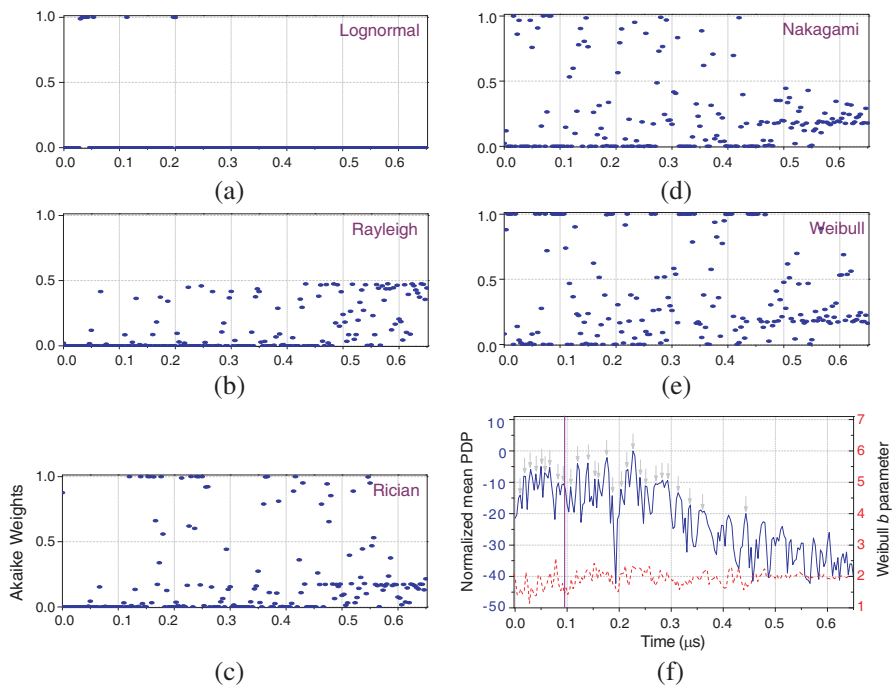 1.0
Lognormal
0.5
0.0
0.0 0.1 0.2 0.3 0.4 0.5 0.6
(a)
1.0
Rayleigh
0.5
0.0
0.0 0.1 0.2 0.3 0.4 0.5 0.6
(b)
Akaike Weights
1.0
Rician
0.5
0.0
0.0 0.1 0.2 0.3 0.4 0.5 0.6
(c)
1.0
Nakagami
0.5
0.0
0.0 0.1 0.2 0.3 0.4 0.5 0.6
(d)
1.0
Weibull
0.5
0.0
0.0 0.1 0.2 0.3 0.4 0.5 0.6
(e)
Normalized mean PDP
10
0
-10
-20
-30
-40
-50
7
6
5
4
3
2
1
Weibull b parameter
0.0 0.1 0.2 0.3 0.4 0.5 0.6
Time (μs)
(f)